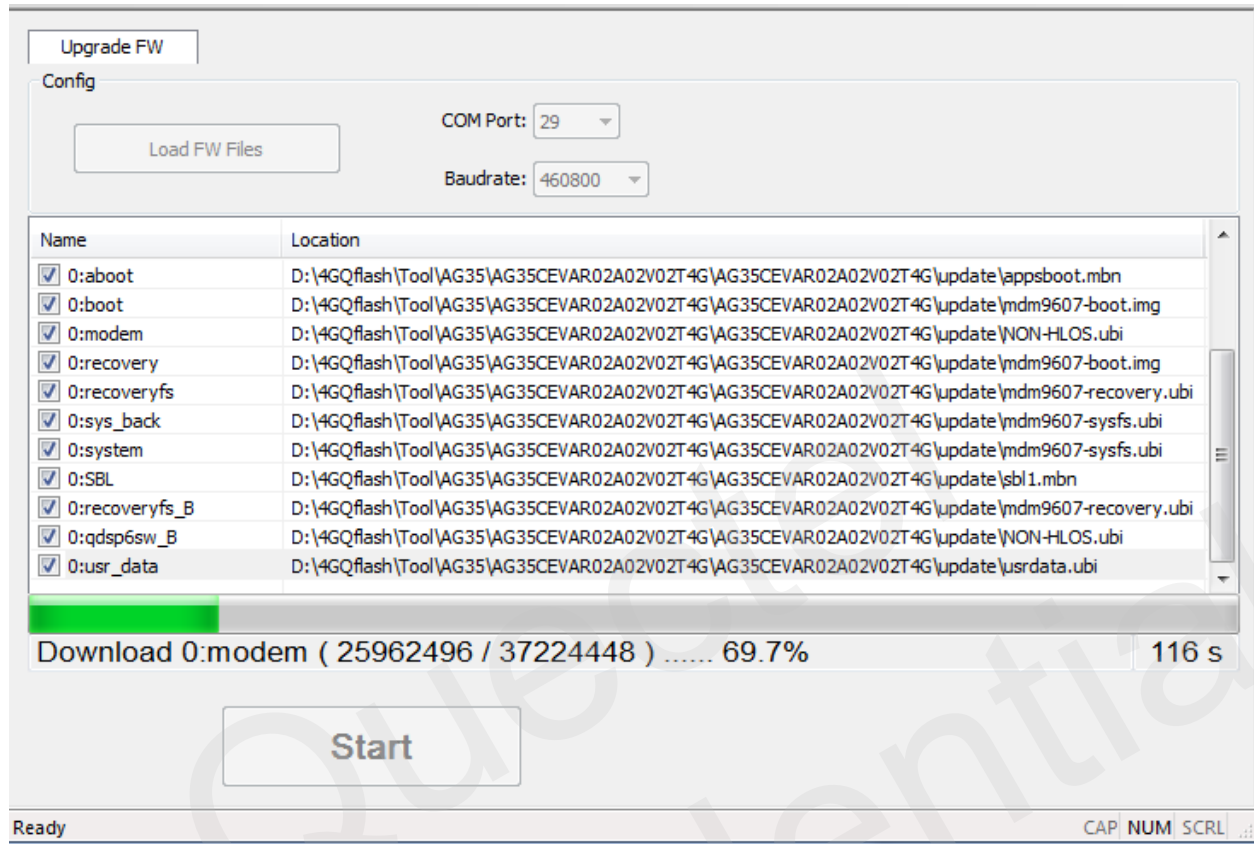 Upgrade FW
Config
Load FW Files
COM Port: 29
Baudrate: 460800
Name Location
0:aboot D:\4GQflash\Tool\AG35\AG35CEVAR02A02V02T4G\AG35CEVAR02A02V02T4G\update\appsboot.mbn
0:boot D:\4GQflash\Tool\AG35\AG35CEVAR02A02V02T4G\AG35CEVAR02A02V02T4G\update\mdm9607-boot.img
0:modem D:\4GQflash\Tool\AG35\AG35CEVAR02A02V02T4G\AG35CEVAR02A02V02T4G\update\NON-HLOS.ubi
0:recovery D:\4GQflash\Tool\AG35\AG35CEVAR02A02V02T4G\AG35CEVAR02A02V02T4G\update\mdm9607-boot.img
0:recoveryfs D:\4GQflash\Tool\AG35\AG35CEVAR02A02V02T4G\AG35CEVAR02A02V02T4G\update\mdm9607-recovery.ubi
0:sys_back D:\4GQflash\Tool\AG35\AG35CEVAR02A02V02T4G\AG35CEVAR02A02V02T4G\update\mdm9607-sysfs.ubi
0:system D:\4GQflash\Tool\AG35\AG35CEVAR02A02V02T4G\AG35CEVAR02A02V02T4G\update\mdm9607-sysfs.ubi
0:SBL D:\4GQflash\Tool\AG35\AG35CEVAR02A02V02T4G\AG35CEVAR02A02V02T4G\update\sbl1.mbn
0:recoveryfs_B D:\4GQflash\Tool\AG35\AG35CEVAR02A02V02T4G\AG35CEVAR02A02V02T4G\update\mdm9607-recovery.ubi
0:qdsp6sw_B D:\4GQflash\Tool\AG35\AG35CEVAR02A02V02T4G\AG35CEVAR02A02V02T4G\update\NON-HLOS.ubi
0:usr_data D:\4GQflash\Tool\AG35\AG35CEVAR02A02V02T4G\AG35CEVAR02A02V02T4G\update\usrdata.ubi
Download 0:modem ( 25962496 / 37224448 ) ...... 69.7% 116 s
Start
Ready CAP NUM SCRL
Quectel